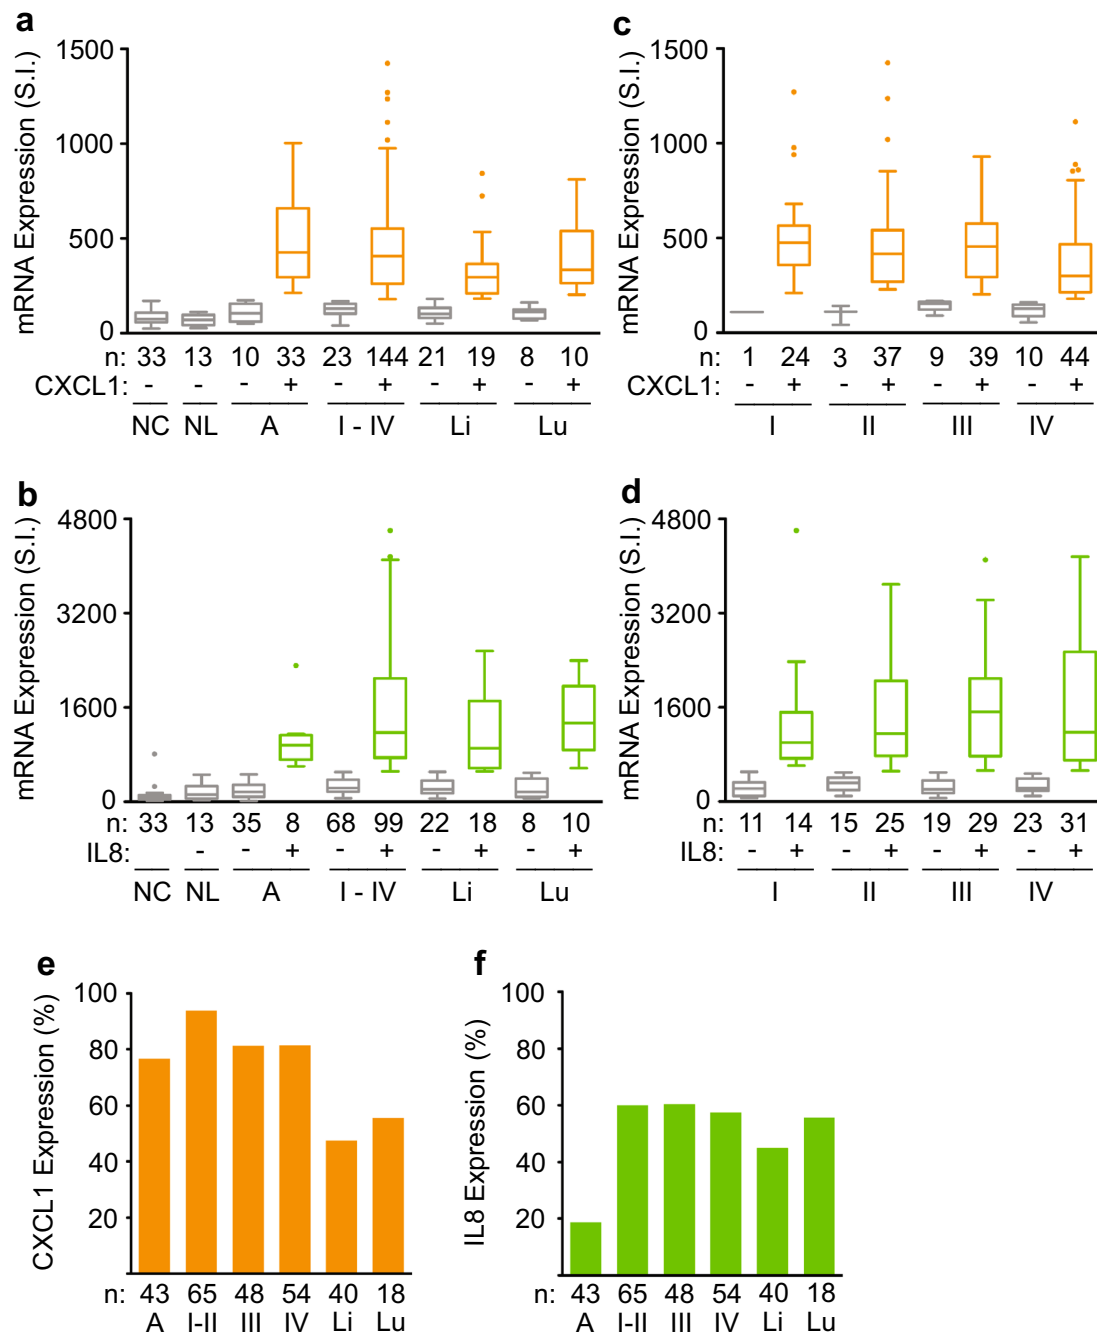 a
mRNA Expression (S.I.)
1500
1000
500
0
n: 33 13 10 33 23 144 21 19 8 10
CXCL1: - - - + - + - + - +
NC NL A I - IV Li Lu
c
mRNA Expression (S.I.)
1500
1000
500
0
n: 1 24 3 37 9 39 10 44
CXCL1: - + - + - + - +
I II III IV
b
mRNA Expression (S.I.)
4800
3200
1600
0
n: 33 13 35 8 68 99 22 18 8 10
IL8: - - + - + - + - +
NC NL A I - IV Li Lu
d
mRNA Expression (S.I.)
4800
3200
1600
0
n: 11 14 15 25 19 29 23 31
IL8: - + - + - + - +
I II III IV
e
CXCL1 Expression (%)
100
80
60
40
20
n: 43 65 48 54 40 18
A I-II III IV Li Lu
f
IL8 Expression (%)
100
80
60
40
20
n: 43 65 48 54 40 18
A I-II III IV Li Lu